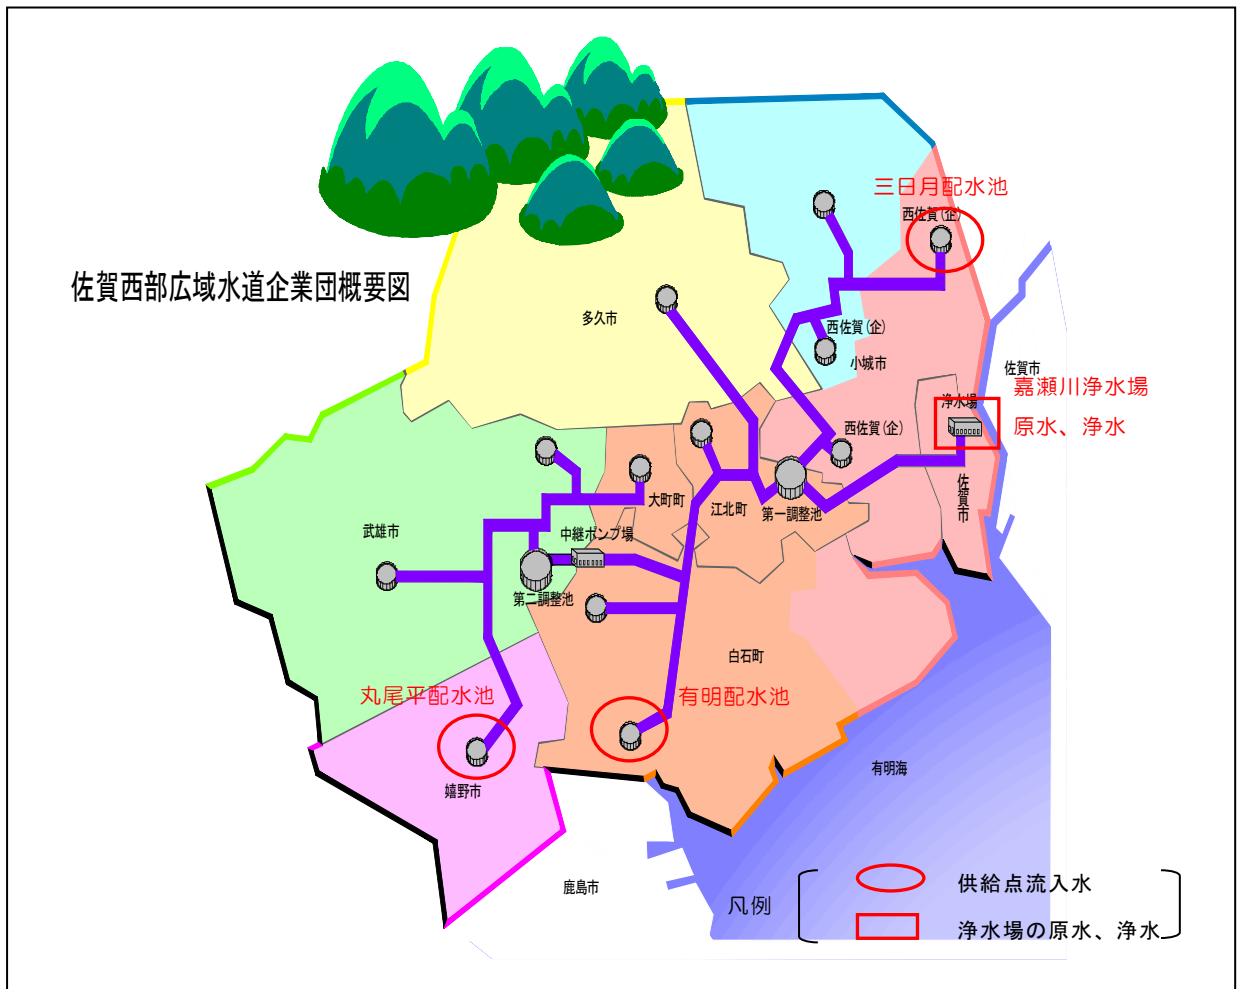 三日月配水池
西佐賀(企)
佐賀西部広域水道企業団概要図
多久市
西佐賀(企)
小城市
佐賀市
嘉瀬川浄水場
浄水場
原水、浄水
西佐賀(企)
佐賀市
大町町
江北町
第一調整池
武雄市
中継ポンプ場
第二調整池
白石町
丸尾平配水池
有明配水池
有明海
嬉野市
鹿島市
凡例
供給点流入水
浄水場の原水、浄水